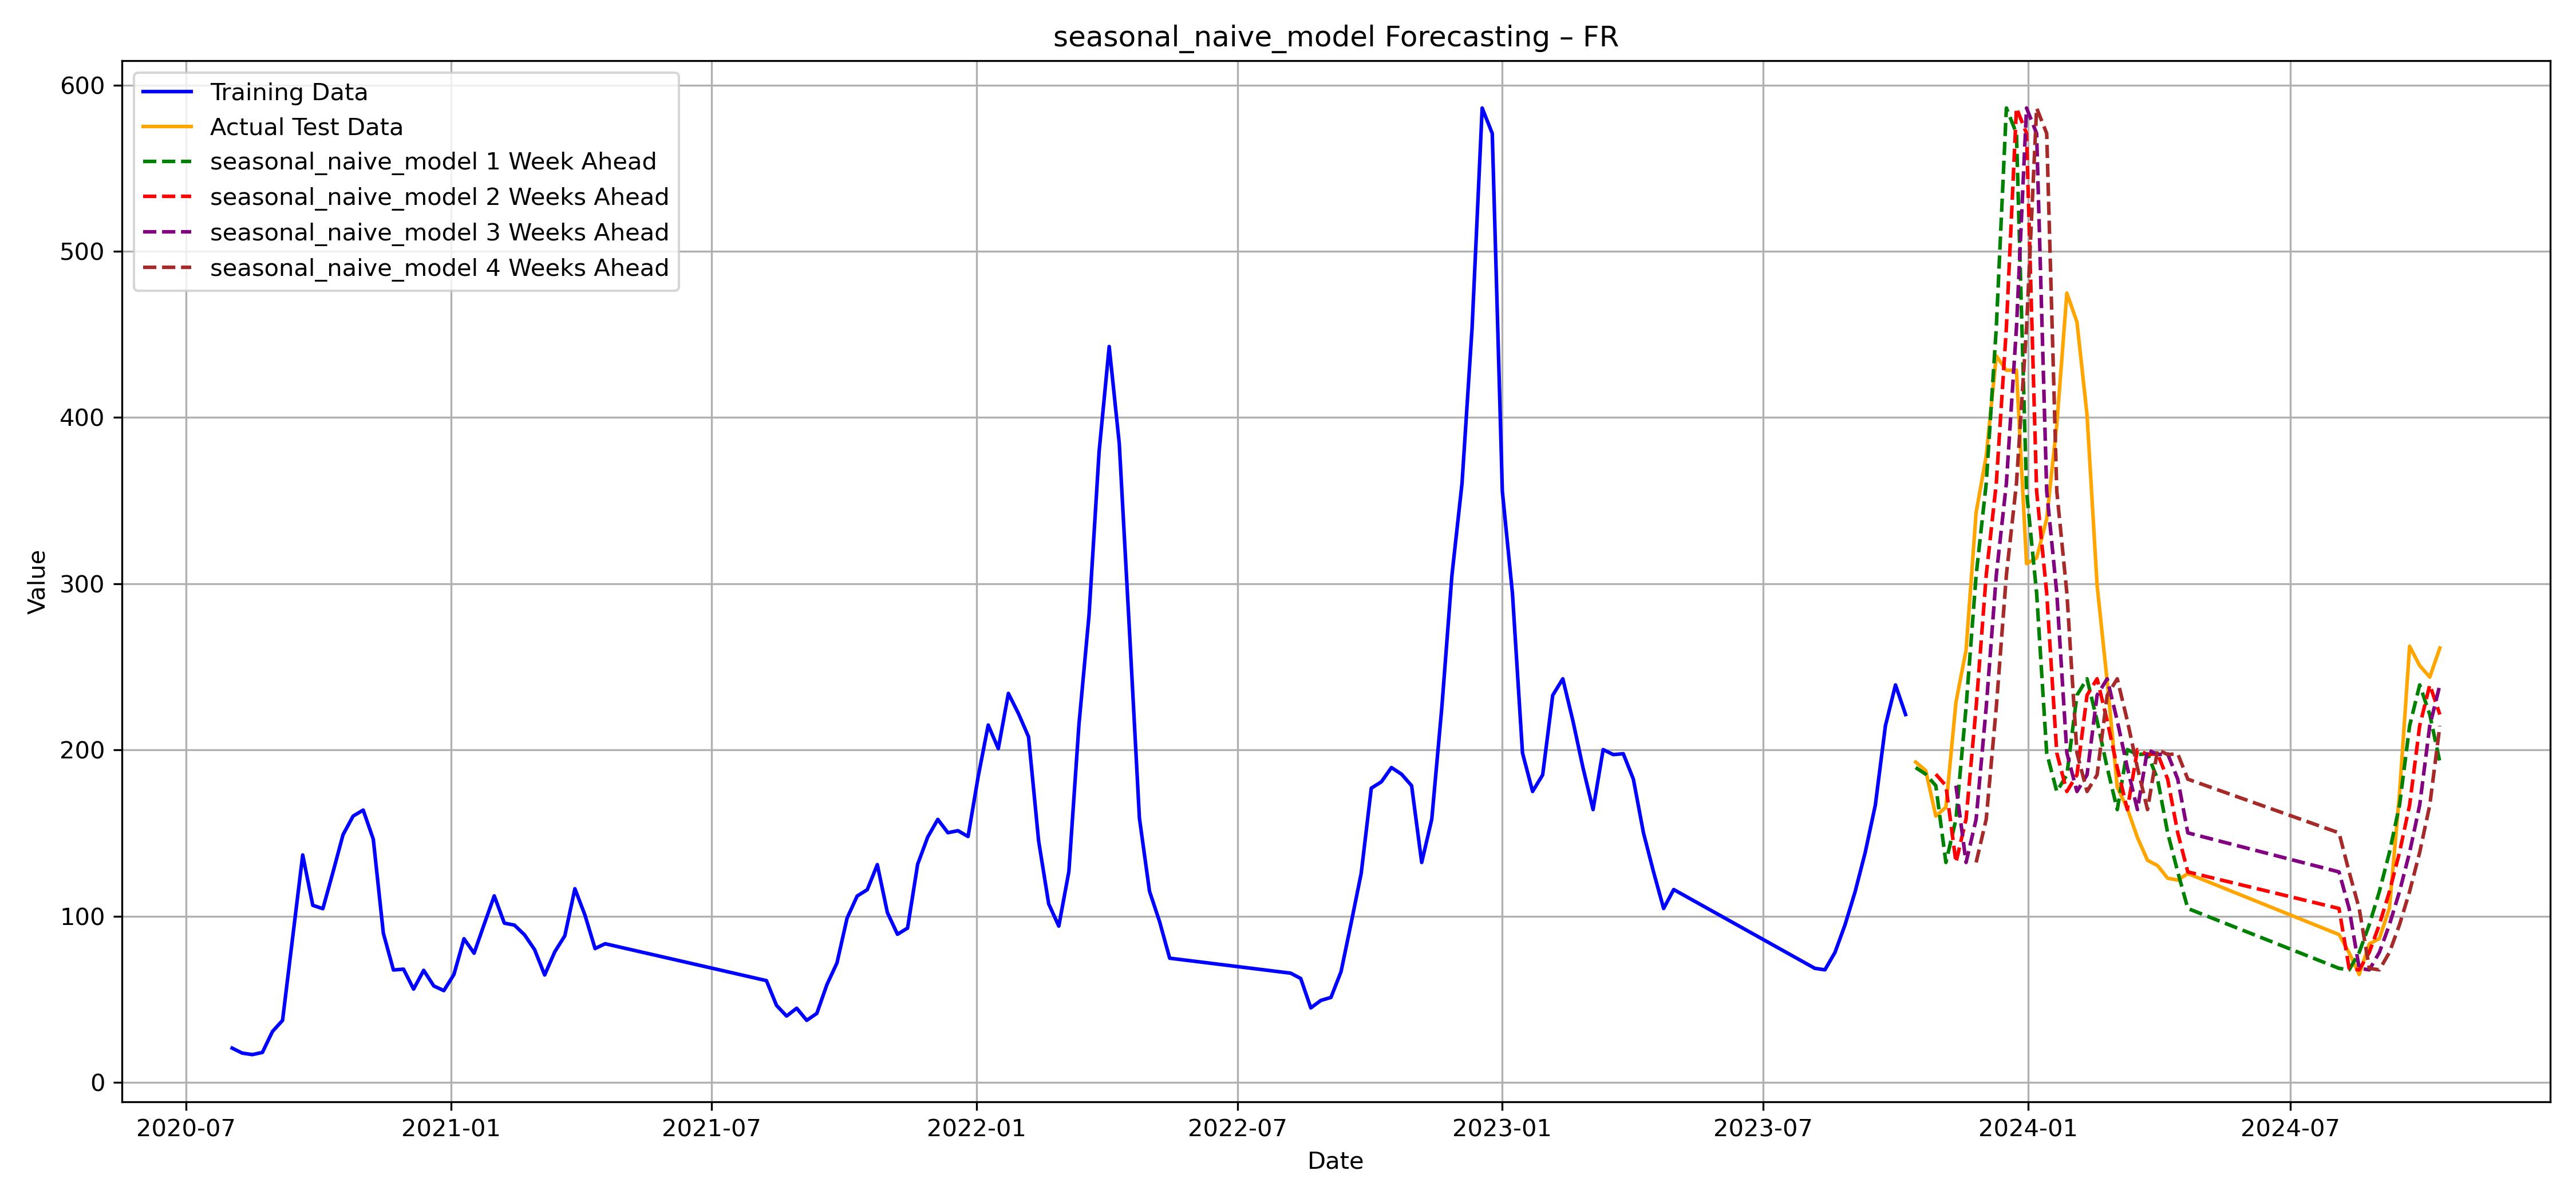 seasonal_naive_model Forecasting – FR
600
500
400
300
200
100
0
Value
Training Data
Actual Test Data
seasonal_naive_model 1 Week Ahead
seasonal_naive_model 2 Weeks Ahead
seasonal_naive_model 3 Weeks Ahead
seasonal_naive_model 4 Weeks Ahead
2020-07 2021-01 2021-07 2022-01 2022-07 2023-01 2023-07 2024-01 2024-07
Date